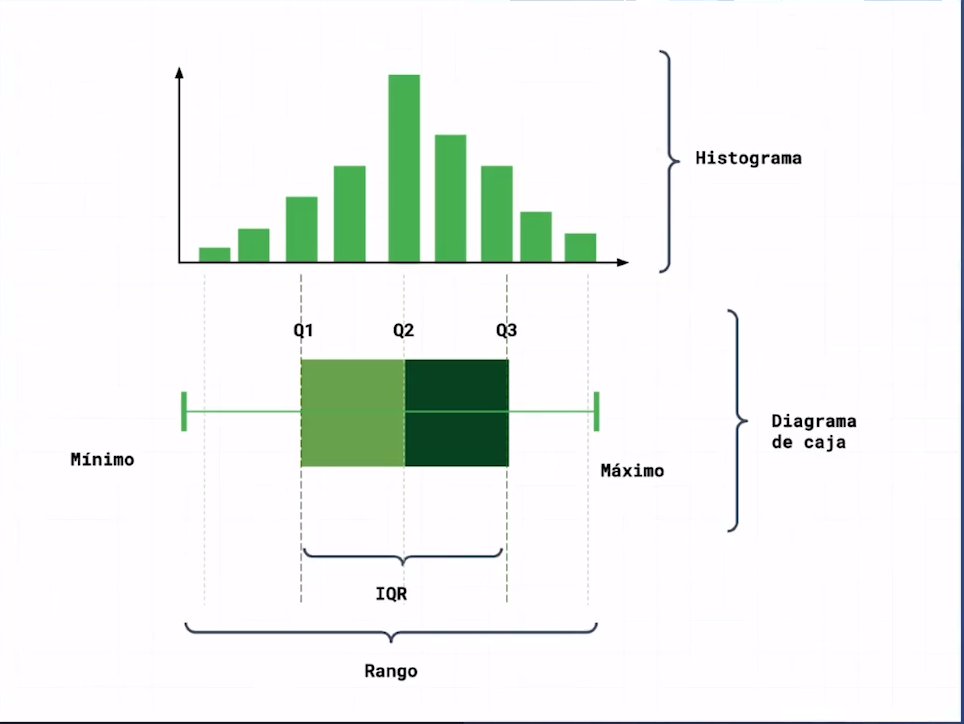 Histograma
Q1
Q2
Q3
Diagrama
de caja
Mínimo
Máximo
IQR
Rango